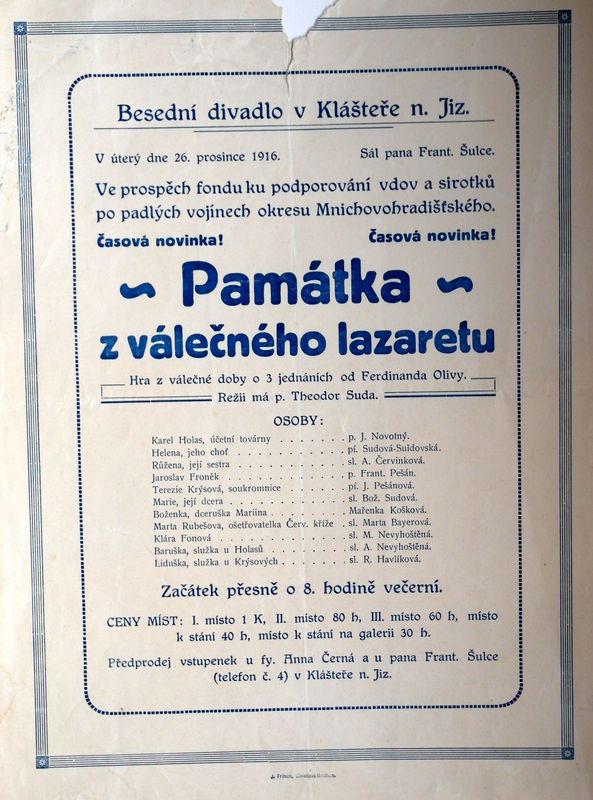 Besední divadlo v Klášteře n. Jiz.
V úterý dne 26. prosince 1916. Sál pana Frant. Šulce.
Ve prospěch fondu ku podporování vdov a sirotků
po padlých vojínech okresu Mnichovohradišťského.
Časová novinka! Časová novinka!
~ Památka ~
z válečného lazaretu
Hra z válečné doby o 3 jednáních od Ferdinanda Olivy.
Režii má p. Theodor Suda.
OSOBY:
Karel Holas, účetní továrny . . . . . . . p. J. Novotný.
Helena, jeho choť . . . . . . . . . . . pí. Sudová-Suldovská.
Růžena, její sestra . . . . . . . . . . . sl. A. Červinková.
Jaroslav Froněk . . . . . . . . . . . . p. Frant. Pešán.
Terezie Krýsová, soukromnice . . . . . . pí. J. Pešánová.
Marie, její dcera . . . . . . . . . . . . sl. Bož. Sudová.
Boženka, dceruška Mariina . . . . . . . . Mařenka Košková.
Marta Rubešova, ošetřovatelka Červ. kříže . sl. Marta Bayerová.
Klára Fonová . . . . . . . . . . . . . sl. M. Nevyhoštěná.
Baruška, služka u Holasů . . . . . . . . sl. A. Nevyhoštěná.
Liduška, služka u Krýsových . . . . . . . sl. R. Havlíková.
Začátek přesně o 8. hodině večerní.
CENY MÍST: I. místo 1 K, II. místo 80 h, III. místo 60 h, místo
k stání 40 h, místo k stání na galerii 30 h.
Předprodej vstupenek u fy. Anna Černá a u pana Frant. Šulce
(telefon č. 4) v Klášteře n. Jiz.